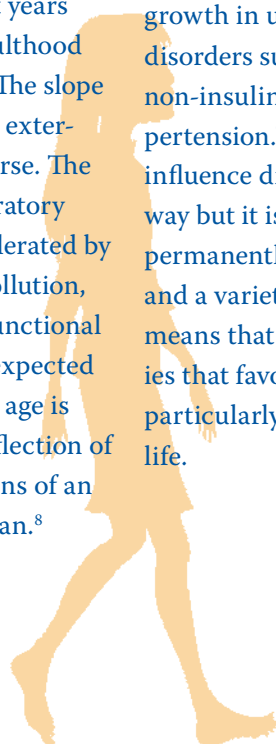 years
ulthood
The slope
exter-
rse. The
ratory
lerated by
ollution,
unctional
expected
age is
flection of
ns of an
an.⁸
growth in u
disorders su
non-insulin
pertension.
influence di
way but it is
permanentl
and a variet
means that
ies that favo
particularly
life.